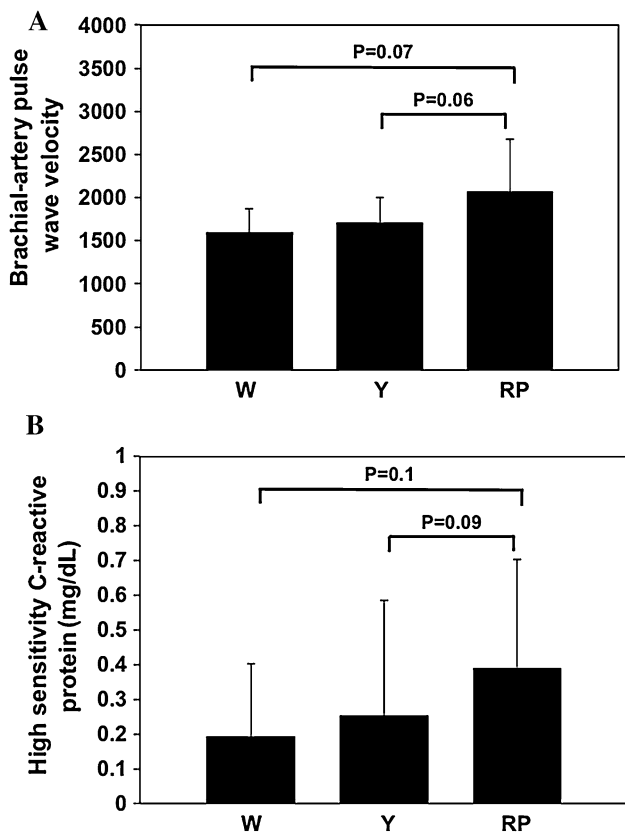 A
Brachial-artery pulse
wave velocity
4000
3500
3000
2500
2000
1500
1000
500
0
P=0.07
P=0.06
W Y RP
B
High sensitivity C-reactive
protein (mg/dL)
1
0.9
0.8
0.7
0.6
0.5
0.4
0.3
0.2
0.1
0
P=0.1
P=0.09
W Y RP